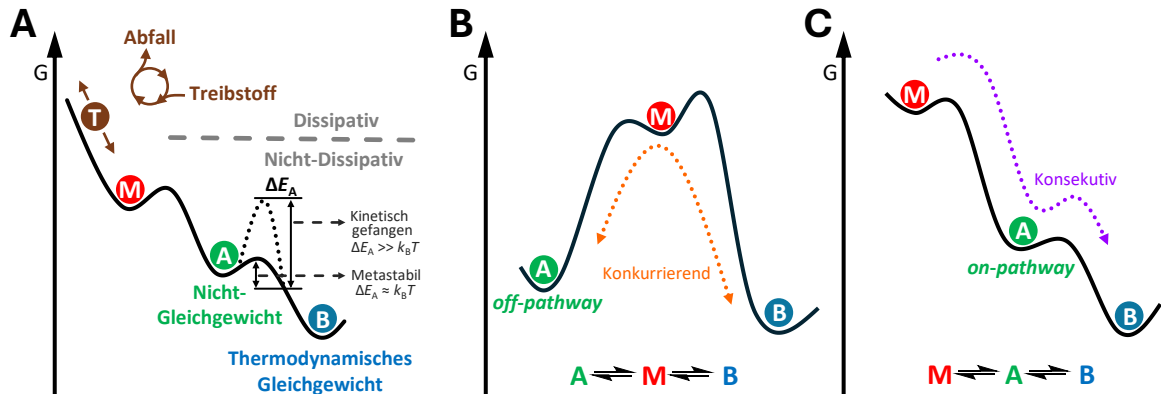 A
G
Abfall
Treibstoff
T
Dissipativ
Nicht-Dissipativ
M
ΔE_A
Kinetisch
gefangen
ΔE_A >> k_BT
A
Metastabil
ΔE_A ≈ k_BT
Nicht-
Gleichgewicht
B
Thermodynamisches
Gleichgewicht
B
G
M
A
Konkurrierend
off-pathway
B
A ⇌ M ⇌ B
C
G
M
Konsekutiv
A
on-pathway
B
M ⇌ A ⇌ B